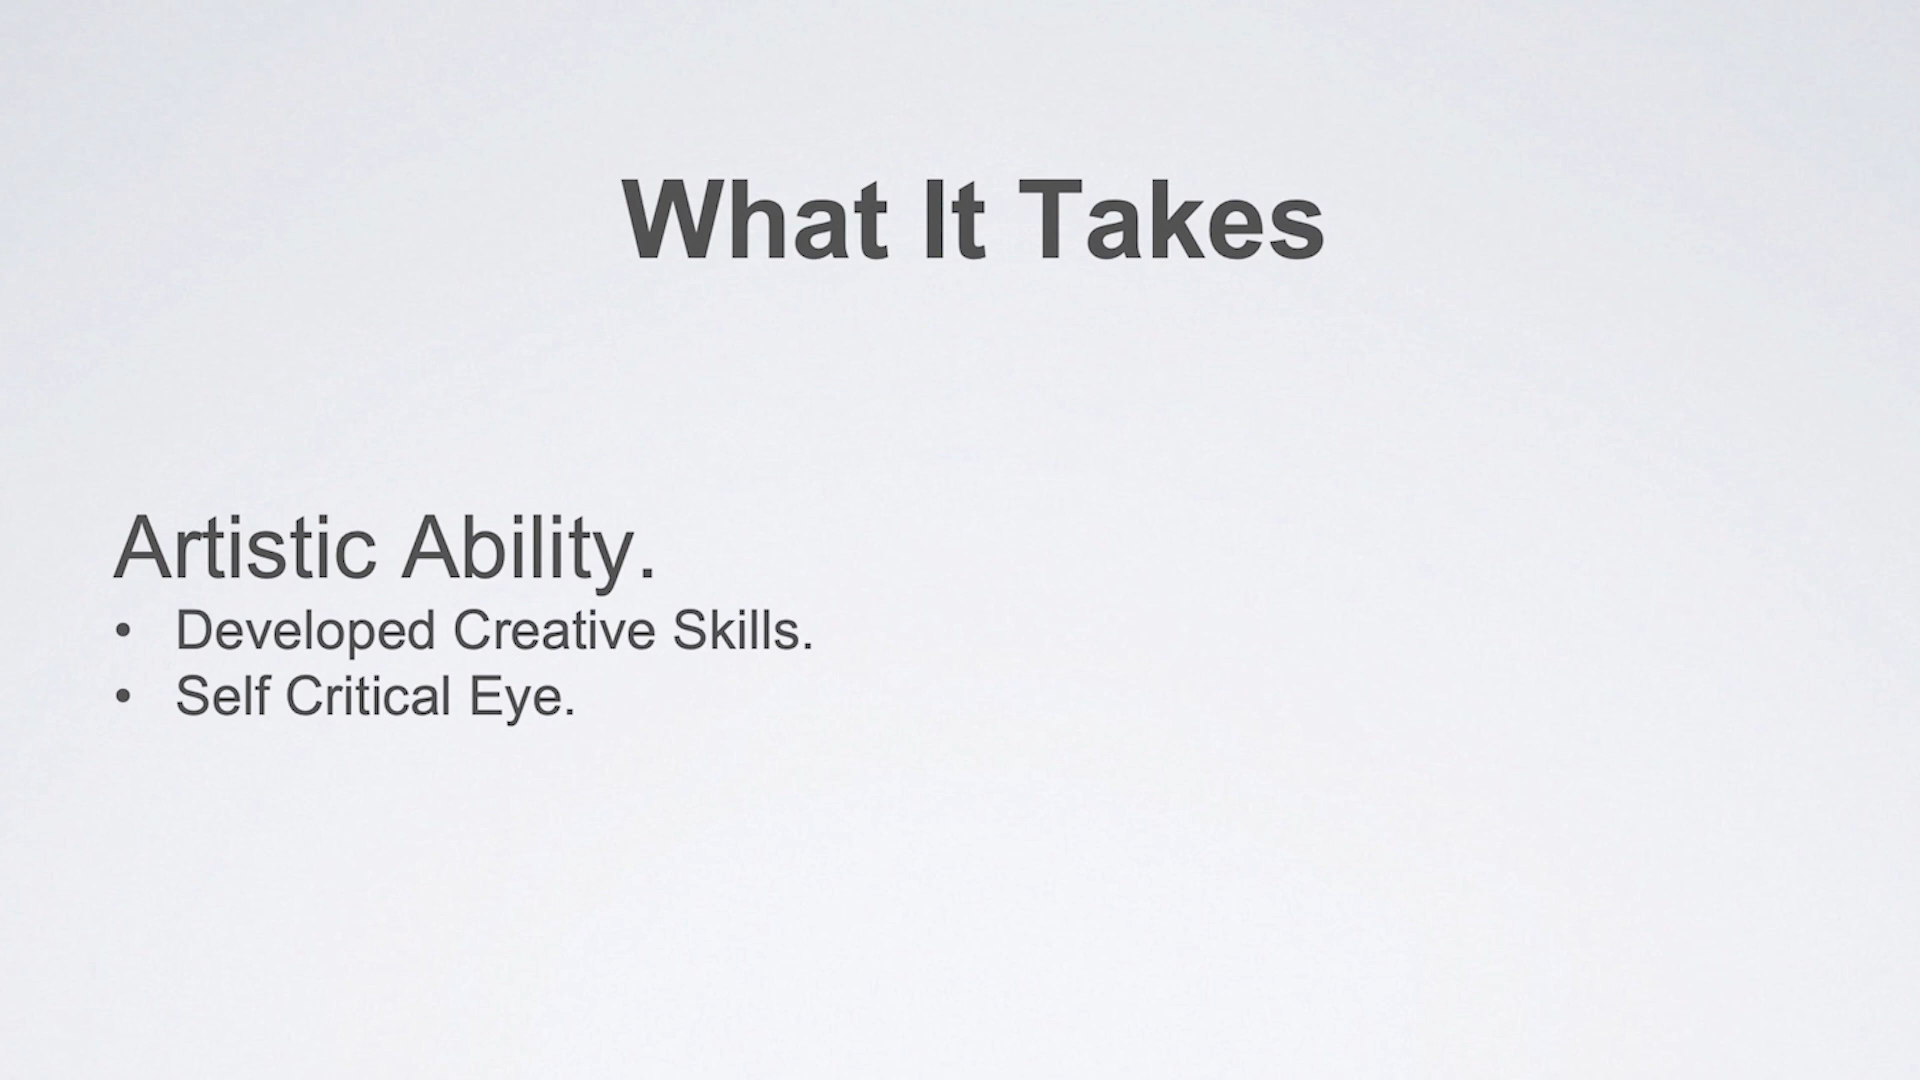 What It Takes
Artistic Ability.
• Developed Creative Skills.
• Self Critical Eye.